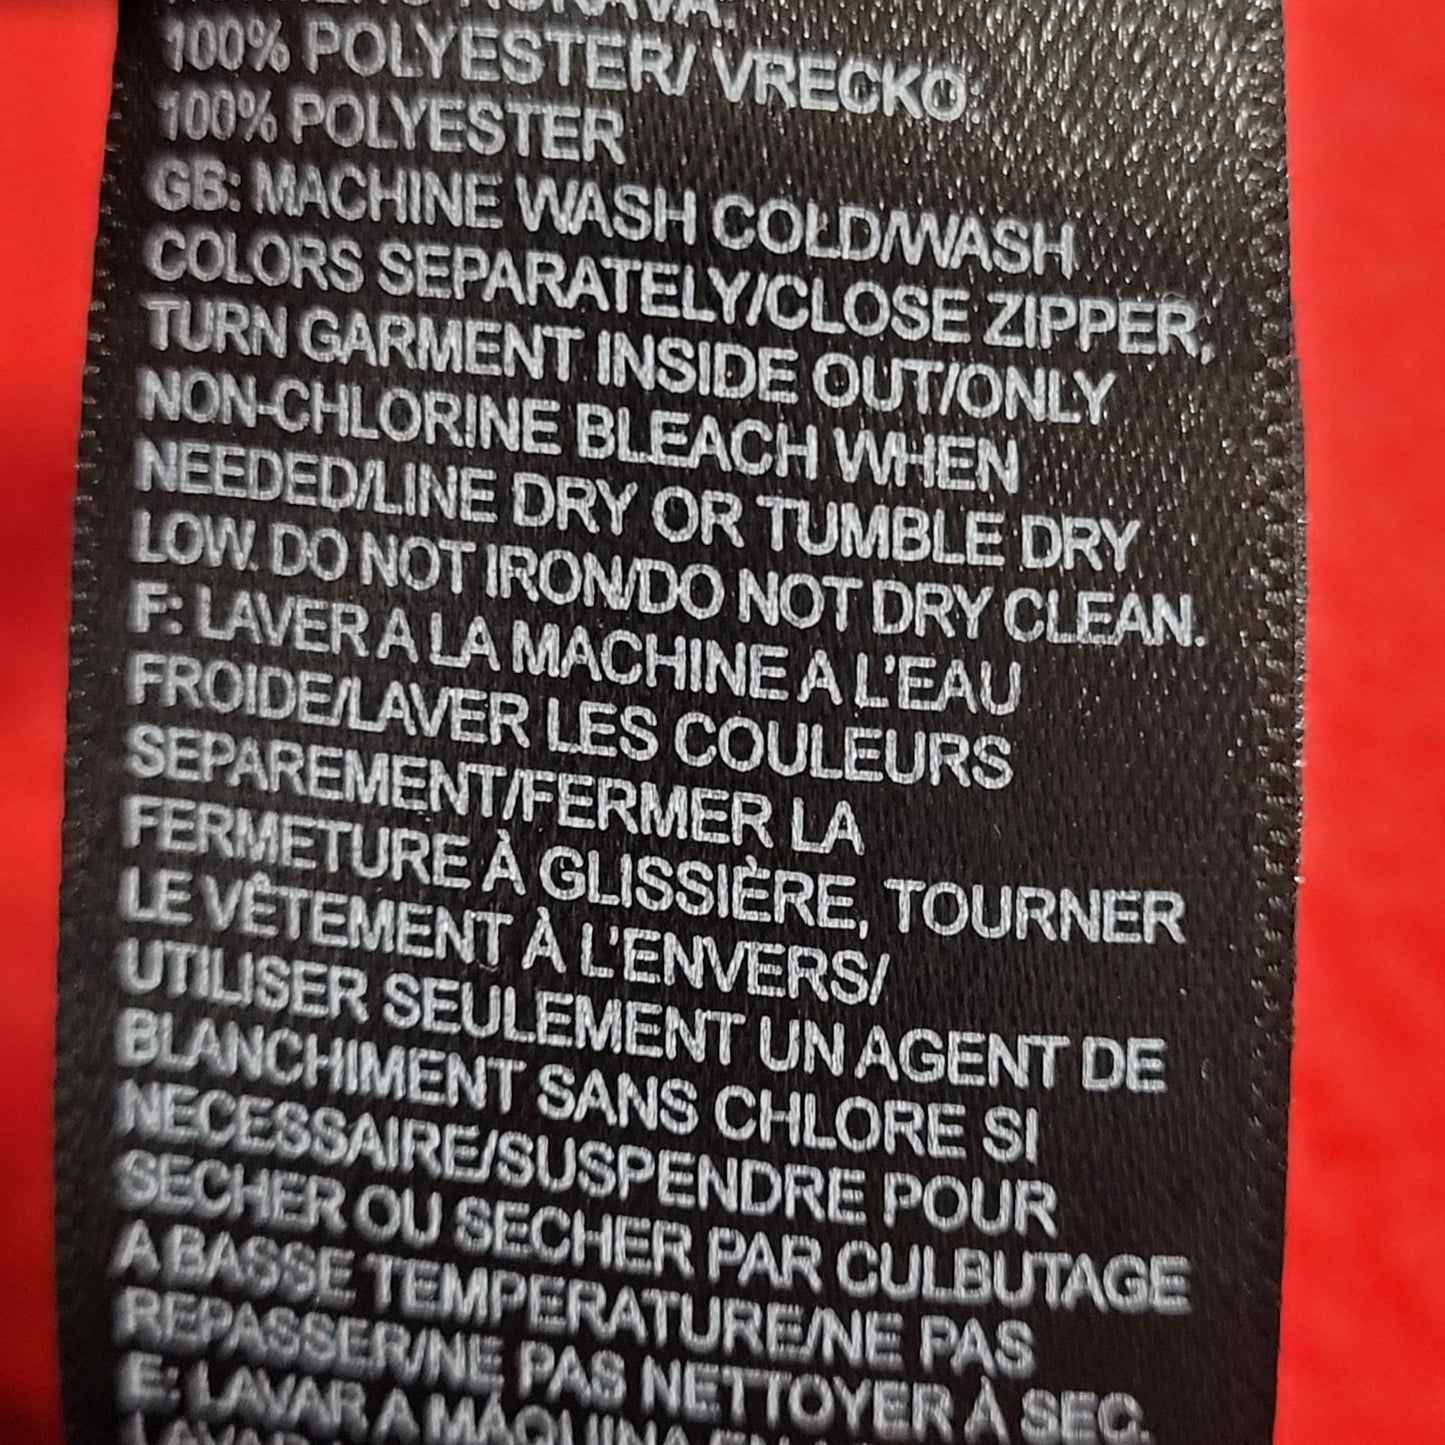 100% POLYESTER/ VRECKO:
100% POLYESTER
GB: MACHINE WASH COLD/WASH
COLORS SEPARATELY/CLOSE ZIPPER,
TURN GARMENT INSIDE OUT/ONLY
NON-CHLORINE BLEACH WHEN
NEEDED/LINE DRY OR TUMBLE DRY
LOW. DO NOT IRON/DO NOT DRY CLEAN.
F: LAVER A LA MACHINE A L'EAU
FROIDE/LAVER LES COULEURS
SEPAREMENT/FERMER LA
FERMETURE À GLISSIÈRE, TOURNER
LE VÊTEMENT À L'ENVERS/
UTILISER SEULEMENT UN AGENT DE
BLANCHIMENT SANS CHLORE SI
NECESSAIRE/SUSPENDRE POUR
SECHER OU SECHER PAR CULBUTAGE
A BASSE TEMPERATURE/NE PAS
REPASSER/NE PAS NETTOYER À SEC.
E: LAVAR A MÁQUINA EN